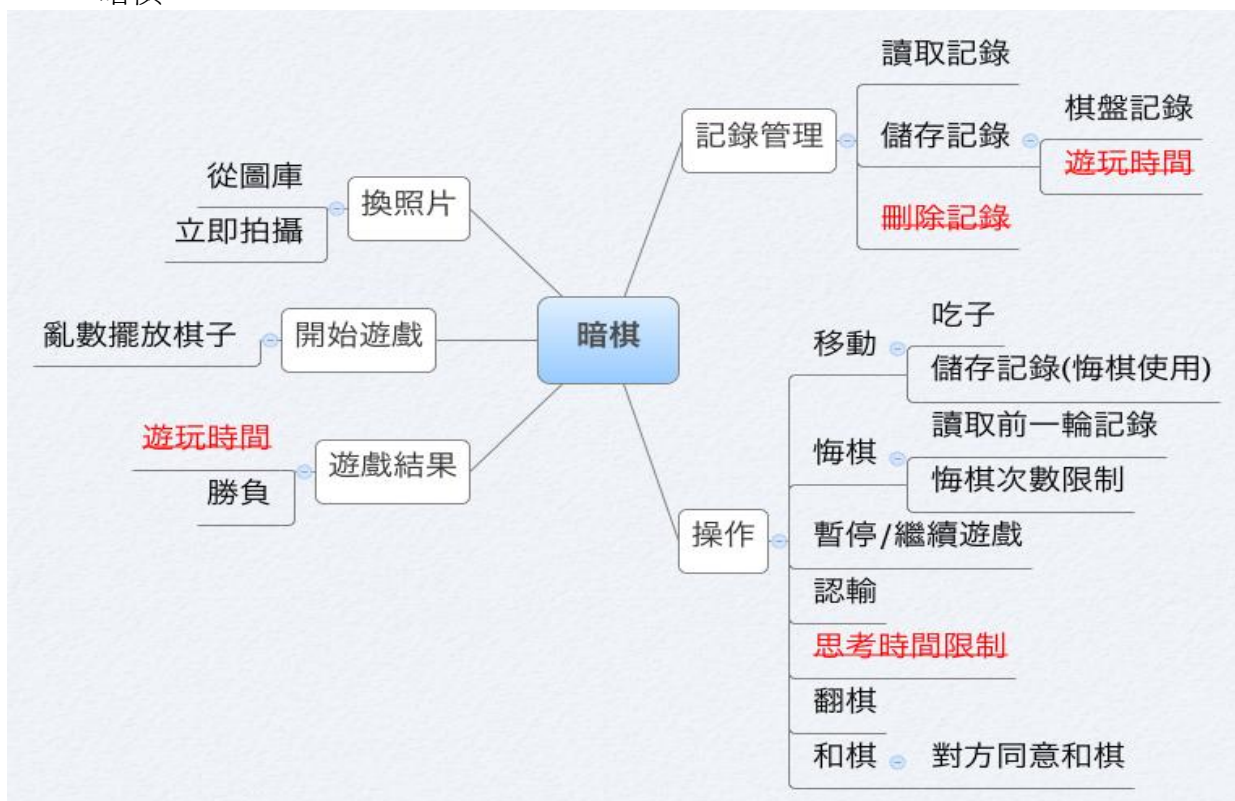 讀取記錄
棋盤記錄
記錄管理
儲存記錄
遊玩時間
刪除記錄
從圖庫
換照片
立即拍攝
暗棋
亂數擺放棋子
開始遊戲
遊玩時間
遊戲結果
勝負
操作
移動
吃子
儲存記錄(悔棋使用)
悔棋
讀取前一輪記錄
悔棋次數限制
暫停/繼續遊戲
認輸
思考時間限制
翻棋
和棋
對方同意和棋